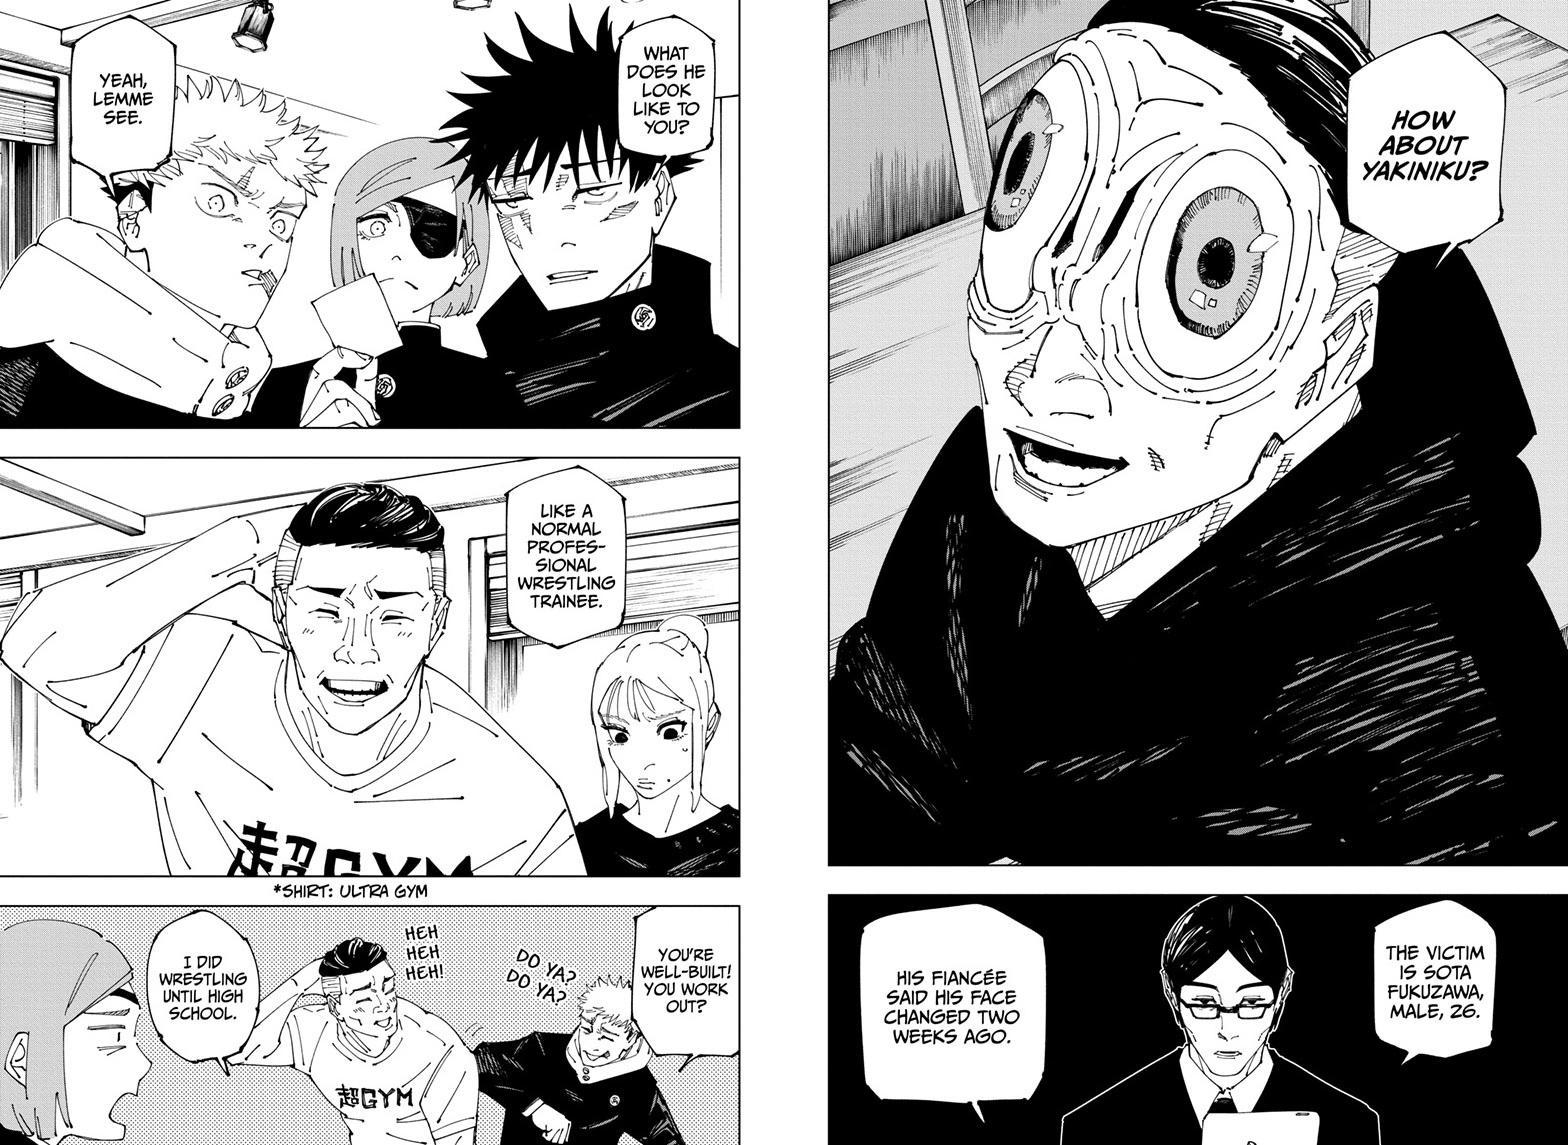 HOW
ABOUT
YAKINIKU?
THE VICTIM
IS SOTA
FUKUZAWA,
MALE, 26.
HIS FIANCÉE
SAID HIS FACE
CHANGED TWO
WEEKS AGO.
WHAT
DOES HE
LOOK
LIKE TO
YOU?
YEAH,
LEMME
SEE.
LIKE A
NORMAL
PROFES-
SIONAL
WRESTLING
TRAINEE.
超GYM
*SHIRT: ULTRA GYM
YOU'RE
WELL-BUILT!
YOU WORK
OUT?
DO YA?
DO YA?
HEH
HEH
HEH!
I DID
WRESTLING
UNTIL HIGH
SCHOOL.
超GYM